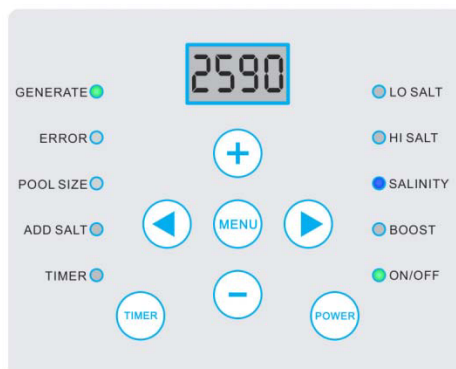 2590
GENERATE
LO SALT
ERROR
HI SALT
POOL SIZE
SALINITY
ADD SALT
MENU
BOOST
TIMER
ON/OFF
TIMER
POWER